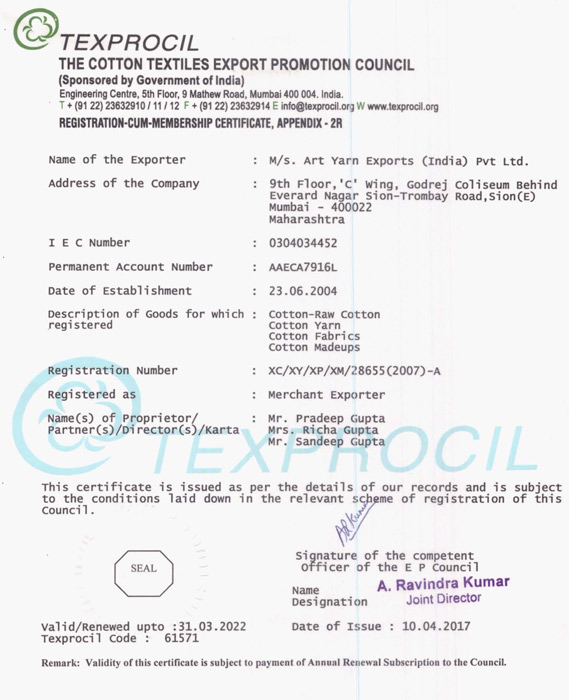 TEXPROCIL
THE COTTON TEXTILES EXPORT PROMOTION COUNCIL
(Sponsored by Government of India)
Engineering Centre, 5th Floor, 9 Mathew Road, Mumbai 400 004. India.
T + (91 22) 23632910 / 11 / 12 F + (91 22) 23632914 E info@texprocil.org W www.texprocil.org
REGISTRATION-CUM-MEMBERSHIP CERTIFICATE, APPENDIX - 2R
Name of the Exporter : M/s. Art Yarn Exports (India) Pvt Ltd.
Address of the Company : 9th Floor,'C' Wing, Godrej Coliseum Behind
Everard Nagar Sion-Trombay Road,Sion(E)
Mumbai - 400022
Maharashtra
I E C Number : 0304034452
Permanent Account Number : AAECA7916L
Date of Establishment : 23.06.2004
Description of Goods for which : Cotton-Raw Cotton
registered Cotton Yarn
Cotton Fabrics
Cotton Madeups
Registration Number : XC/XY/XP/XM/28655(2007)-A
Registered as : Merchant Exporter
Name(s) of Proprietor/ : Mr. Pradeep Gupta
Partner(s)/Director(s)/Karta Mrs. Richa Gupta
Mr. Sandeep Gupta
TEXPROCIL
This certificate is issued as per the details of our records and is subject
to the conditions laid down in the relevant scheme of registration of this
Council.
Signature of the competent
Officer of the E P Council
SEAL
Name A. Ravindra Kumar
Designation Joint Director
Valid/Renewed upto :31.03.2022 Date of Issue : 10.04.2017
Texprocil Code : 61571
Remark: Validity of this certificate is subject to payment of Annual Renewal Subscription to the Council.